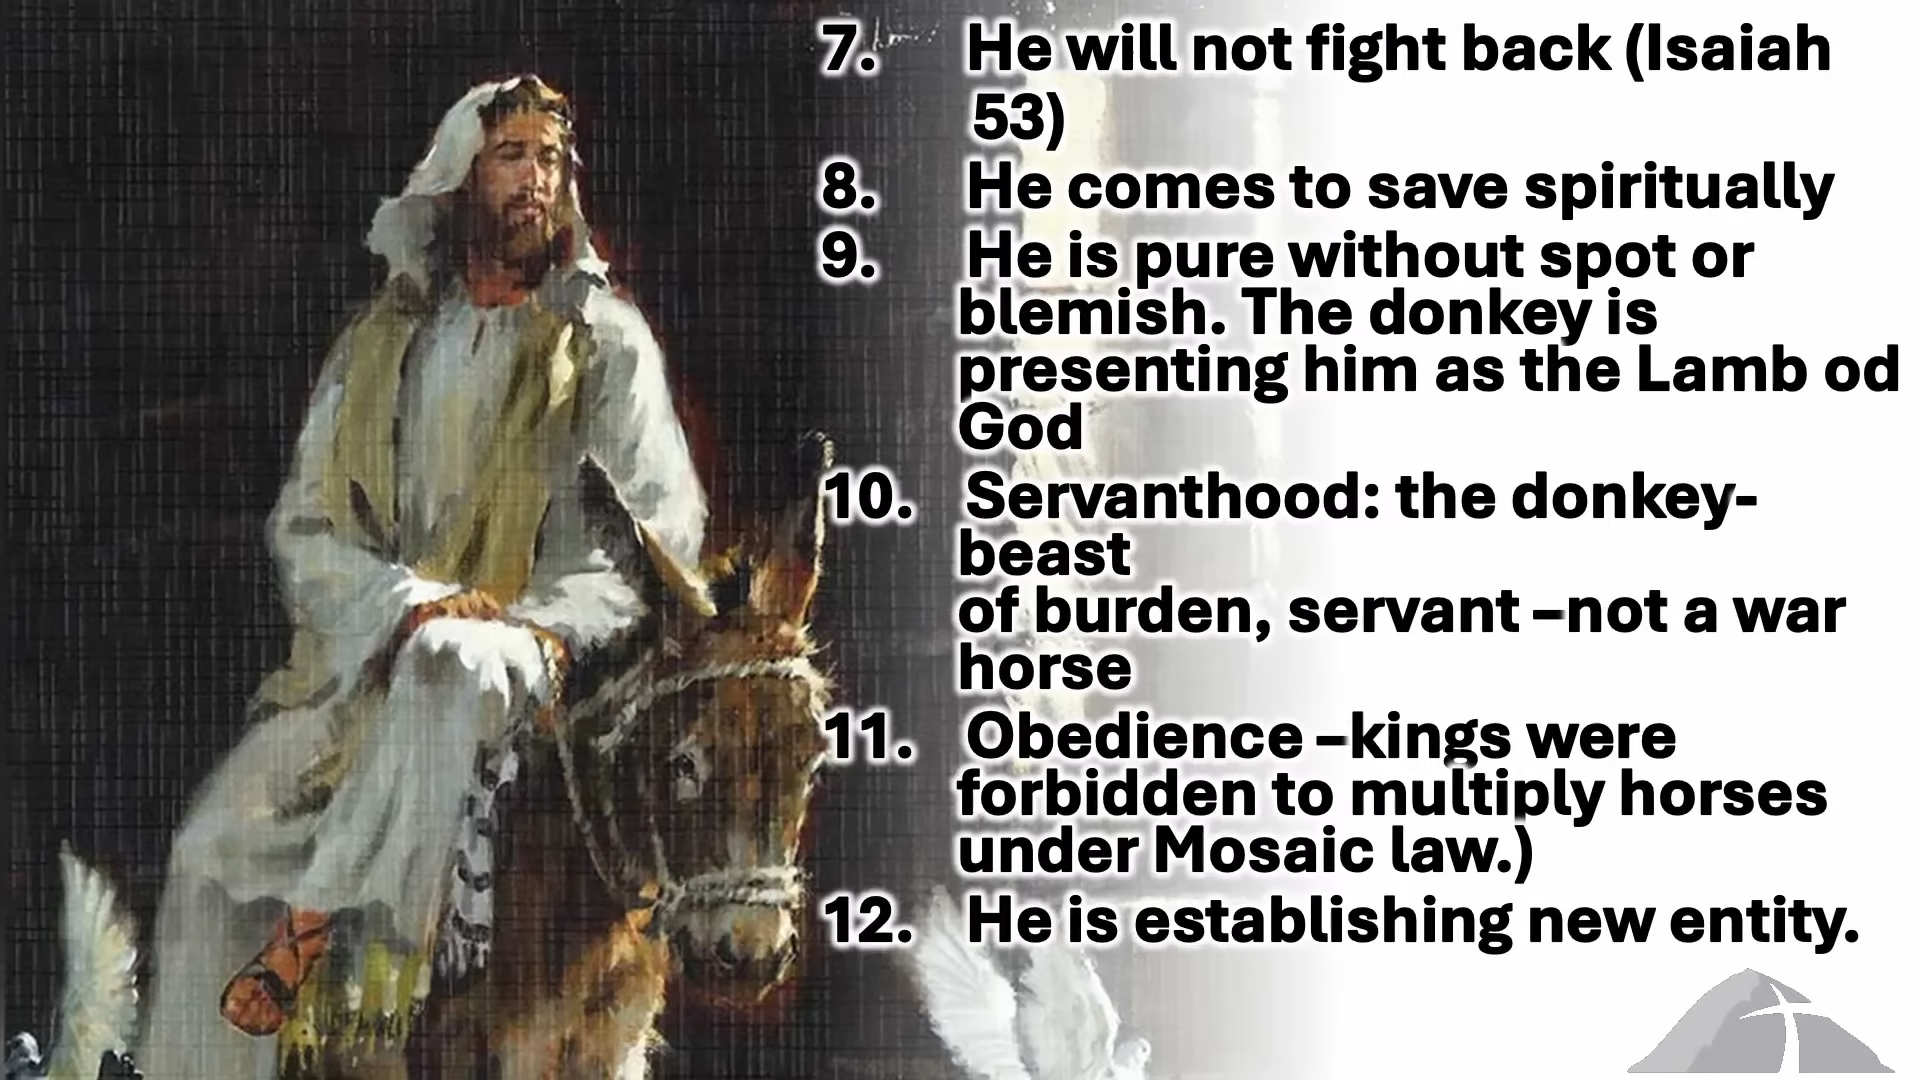 7. He will not fight back (Isaiah
53)
8. He comes to save spiritually
9. He is pure without spot or
blemish. The donkey is
presenting him as the Lamb od
God
10. Servanthood: the donkey-
beast
of burden, servant –not a war
horse
11. Obedience –kings were
forbidden to multiply horses
under Mosaic law.)
12. He is establishing new entity.